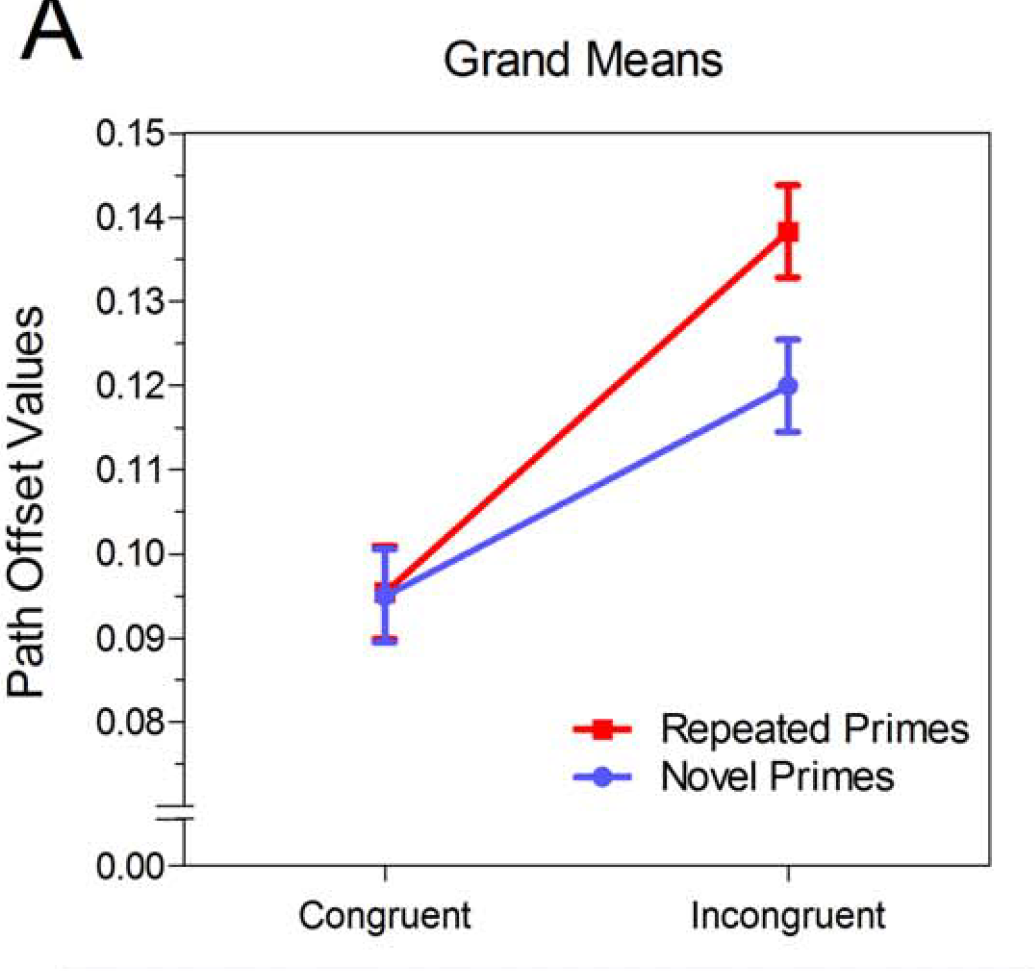 A
Grand Means
Path Offset Values
0.15
0.14
0.13
0.12
0.11
0.10
0.09
0.08
0.00
Repeated Primes
Novel Primes
Congruent
Incongruent